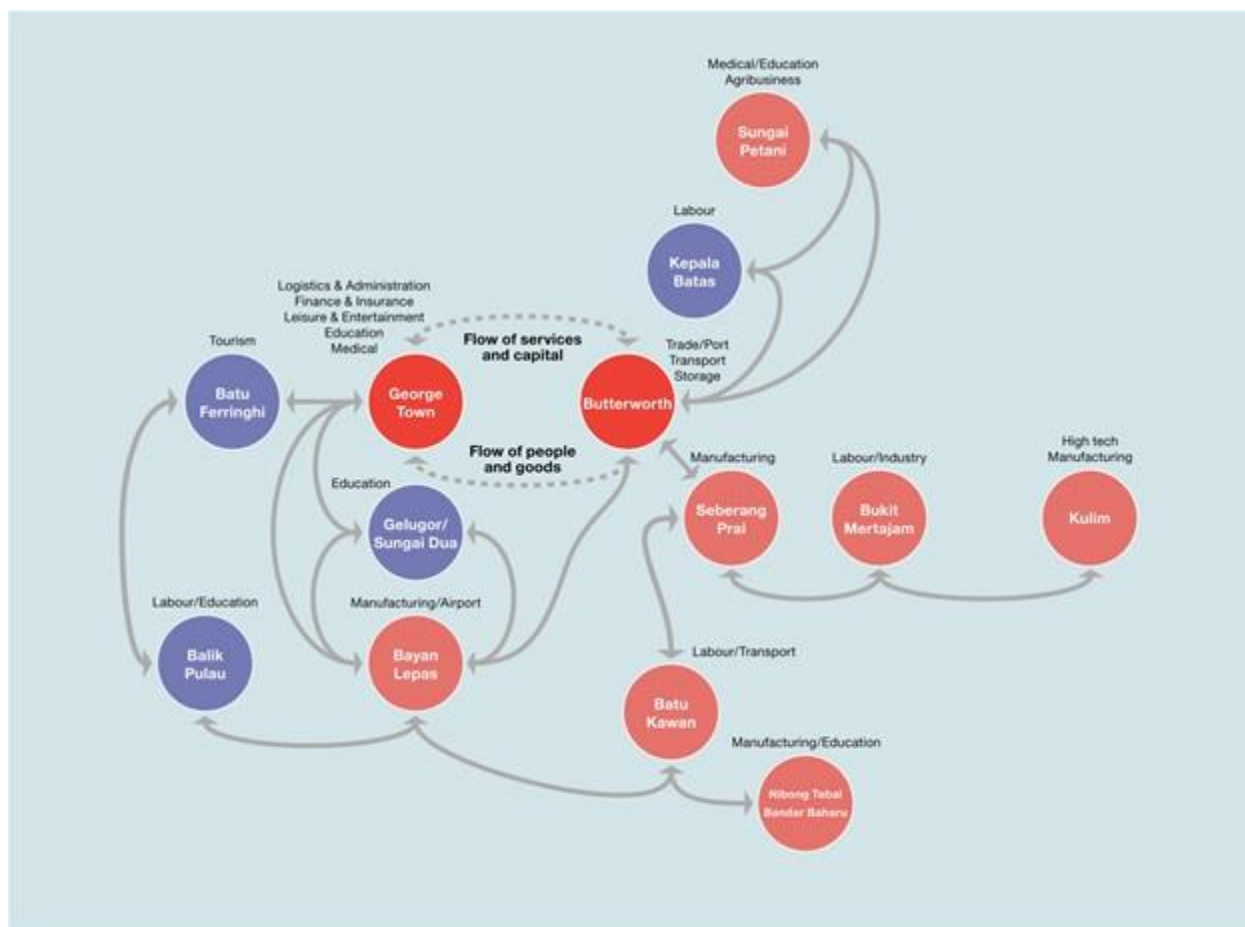 Medical/Education
Agribusiness
Sungai
Petani
Labour
Kepala
Batas
Logistics & Administration
Finance & Insurance
Leisure & Entertainment
Education
Medical
Flow of services
and capital
Trade/Port
Transport
Storage
Tourism
Batu
Ferringhi
George
Town
Butterworth
Flow of people
and goods
Education
Gelugor/
Sungai Dua
Manufacturing
Seberang
Prai
Labour/Industry
Bukit
Mertajam
High tech
Manufacturing
Kulim
Labour/Education
Balik
Pulau
Manufacturing/Airport
Bayan
Lepas
Labour/Transport
Batu
Kawan
Manufacturing/Education
Nibong Tebal
Bandar Baharu